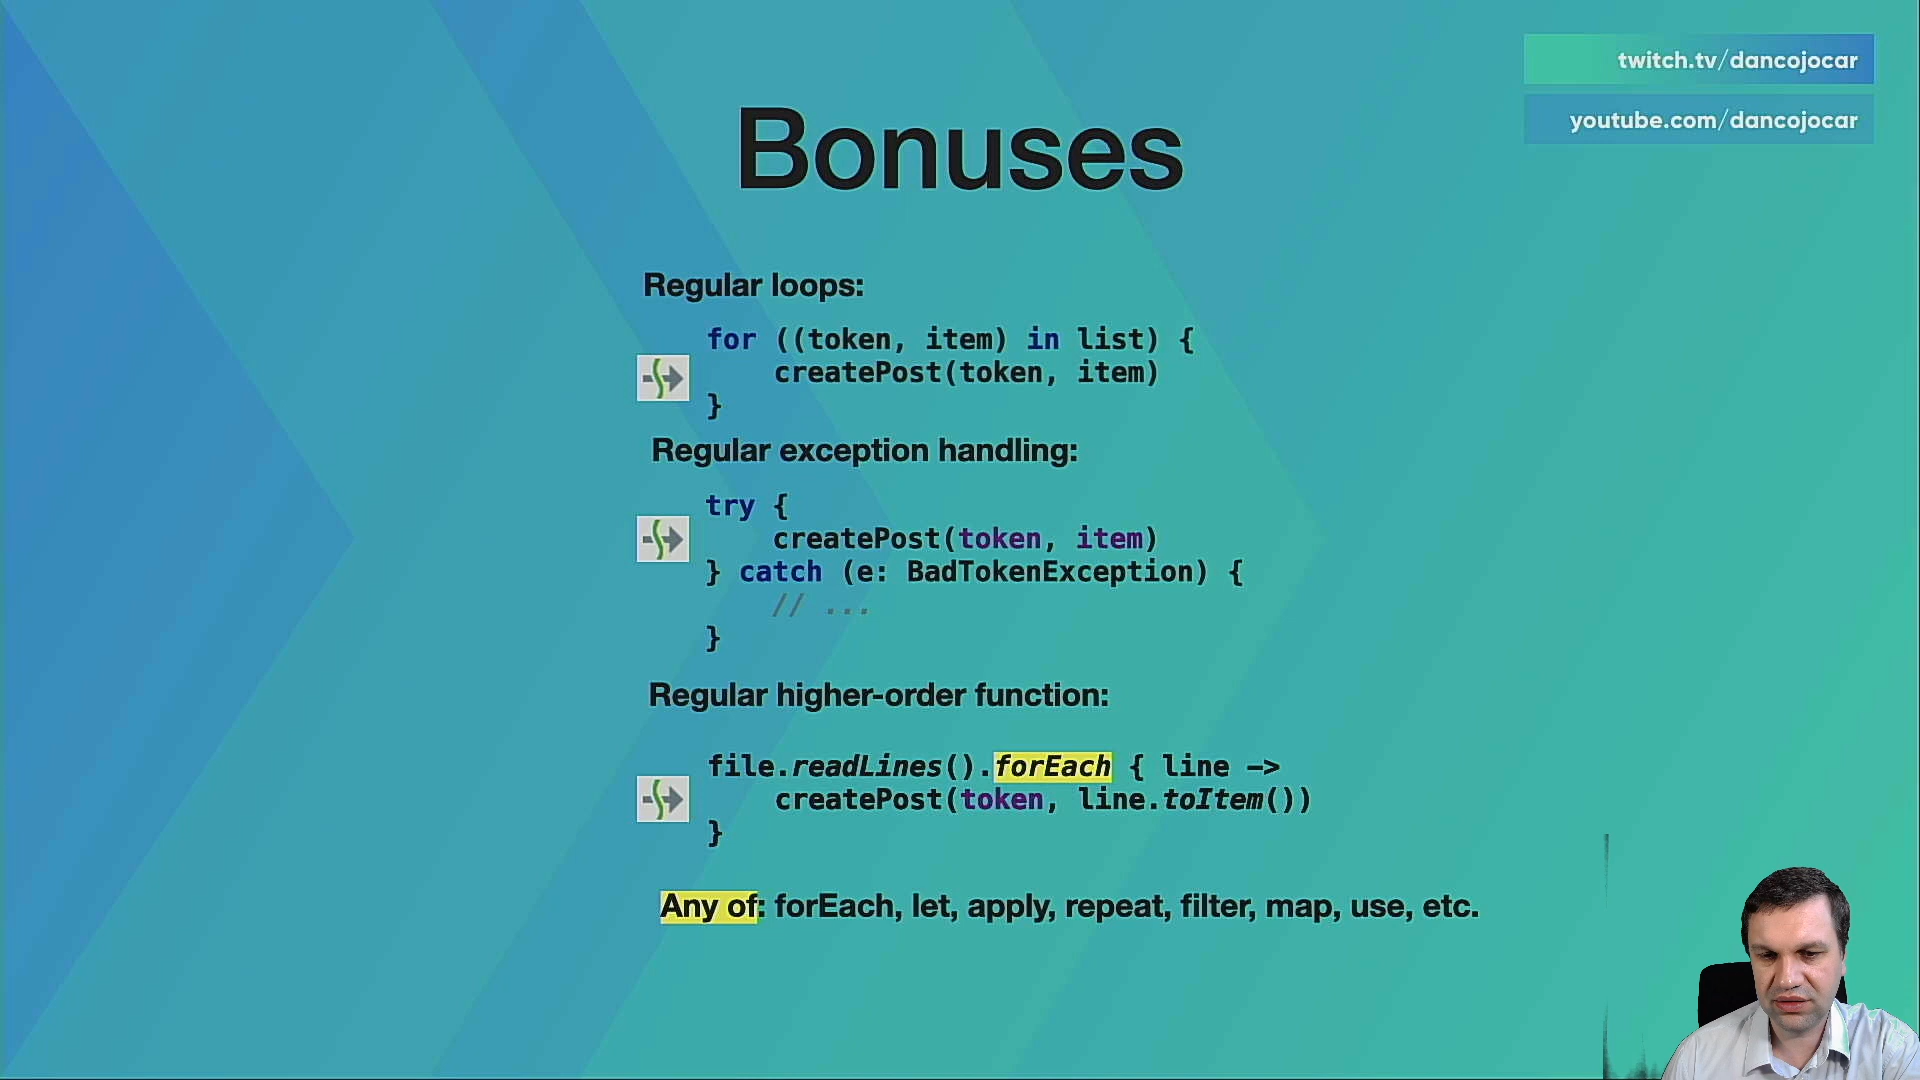 twitch.tv/dancojocar
youtube.com/dancojocar
Bonuses
Regular loops:
for ((token, item) in list) {
    createPost(token, item)
}
Regular exception handling:
try {
    createPost(token, item)
} catch (e: BadTokenException) {
    // ...
}
Regular higher-order function:
file.readLines().forEach { line ->
    createPost(token, line.toItem())
}
Any of: forEach, let, apply, repeat, filter, map, use, etc.